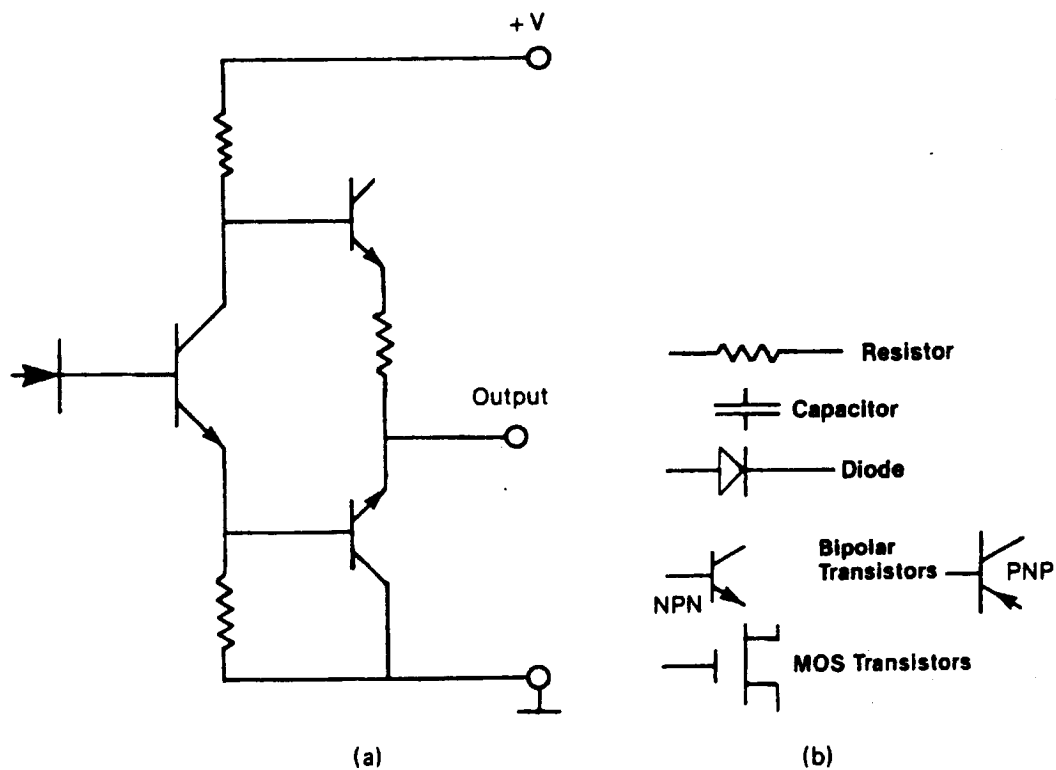 + V
Output
(a)
Resistor
Capacitor
Diode
Bipolar
Transistors
NPN
PNP
MOS Transistors
(b)